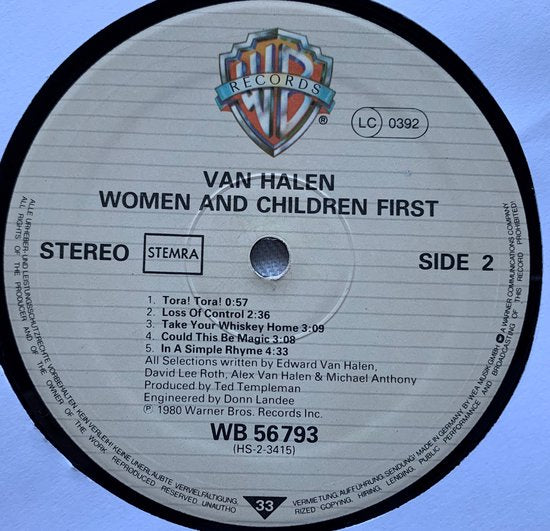 WB
RECORDS
®
LC 0392
VAN HALEN
WOMEN AND CHILDREN FIRST
STEREO
STEMRA
SIDE 2
1. Tora! Tora! 0:57
2. Loss Of Control 2:36
3. Take Your Whiskey Home 3:09
4. Could This Be Magic 3:08
5. In A Simple Rhyme 4:33
All Selections written by Edward Van Halen,
David Lee Roth, Alex Van Halen & Michael Anthony
Produced by Ted Templeman
Engineered by Donn Landee
℗ 1980 Warner Bros. Records Inc.
WB 56793
(HS-2-3415)
33
ALLE URHEBER- UND LEISTUNGSSCHUTZRECHTE VORBEHALTEN. KEIN VERLEIH! KEINE UNERLAUBTE VERVIELFÄLTIGUNG, VERMIETUNG, AUFFÜHRUNG, SENDUNG! MADE IN GERMANY BY WEA MUSIK GMBH · A WARNER COMMUNICATIONS COMPANY
ALL RIGHTS OF THE PRODUCER AND OF THE OWNER OF THE WORK REPRODUCED RESERVED. UNAUTHORIZED COPYING, HIRING, LENDING, PUBLIC PERFORMANCE AND BROADCASTING OF THIS RECORD PROHIBITED!